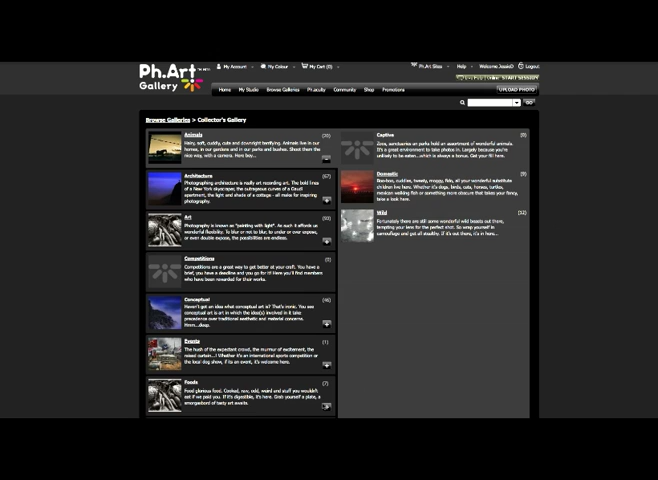 Ph.Art
Gallery
My Account
My Colour
My Cart (0)
Ph.Art Sites
Help
Welcome JessieO
Logout
Live Help | Online START SESSION
Home
My Studio
Browse Galleries
Ph.aculty
Community
Shop
Promotions
UPLOAD PHOTO
GO
Browse Galleries > Collector's Gallery
Animals
Hairy, soft, cuddly, cute and downright terrifying. Animals live in our
homes, in our gardens and in our parks and bushes. Shoot them the
nice way, with a camera. Here boy...
Architecture (67)
Photographing architecture is really art recording art. The bold lines
of a New York skyscraper, the outrageous curves of a Gaudi
apartment, the light and shade of a cottage - all make for inspiring
photography.
Art
Photography is known as "painting with light". As such it affords us
wonderful flexibility. To blur or not to blur, to under or over expose,
or even double expose, the possibilities are endless.
Competitions
Competitions are a great way to get better at your craft. You have a
brief, you have a deadline and you go for it! Here you'll find members
who have been rewarded for their works.
Conceptual (46)
Haven't got an idea what conceptual art is? That's ironic. You see
conceptual art is art in which the idea(s) involved in it take
precedence over traditional aesthetic and material concerns.
Hmm...deep.
Events (1)
The hush of the expectant crowd, the murmur of excitement, the
raised curtain...! Whether it's an international sports competition or
the local dog show, if its an event, it's welcome here.
Foods (7)
Food glorious food. Cooked, raw, odd, weird and stuff you wouldn't
eat if we paid you. If it's digestible, it's here. Grab yourself a plate, a
smorgasbord of tasty art awaits.
Captive
Zoos, sanctuaries an parks hold an assortment of wonderful animals.
It's a great environment to take photos in. Largely because you're
unlikely to be eaten...which is always a bonus. Get your fill here.
Domestic (9)
Boo-boo, cuddles, tweety, moggy, fido, all your wonderful substitute
children live here. Whether it's dogs, birds, cats, horses, turtles,
mexican walking fish or something more obscure that takes your fancy,
take a look here.
Wild (32)
Fortunately there are still some wonderful wild beasts out there,
tempting your lens for the perfect shot. So wrap yourself in
camouflage and get all stealthy. If it's out there, it's in here...